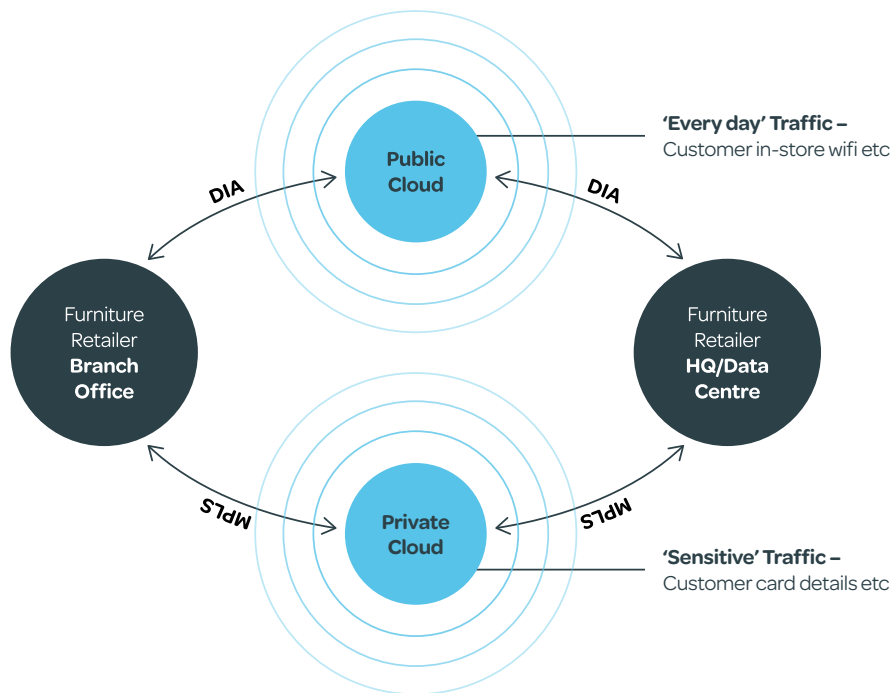 ‘Every day’ Traffic –
Customer in-store wifi etc
Public
Cloud
DIA
DIA
Furniture
Retailer
Branch
Office
Furniture
Retailer
HQ/Data
Centre
MPLS
MPLS
Private
Cloud
‘Sensitive’ Traffic –
Customer card details etc